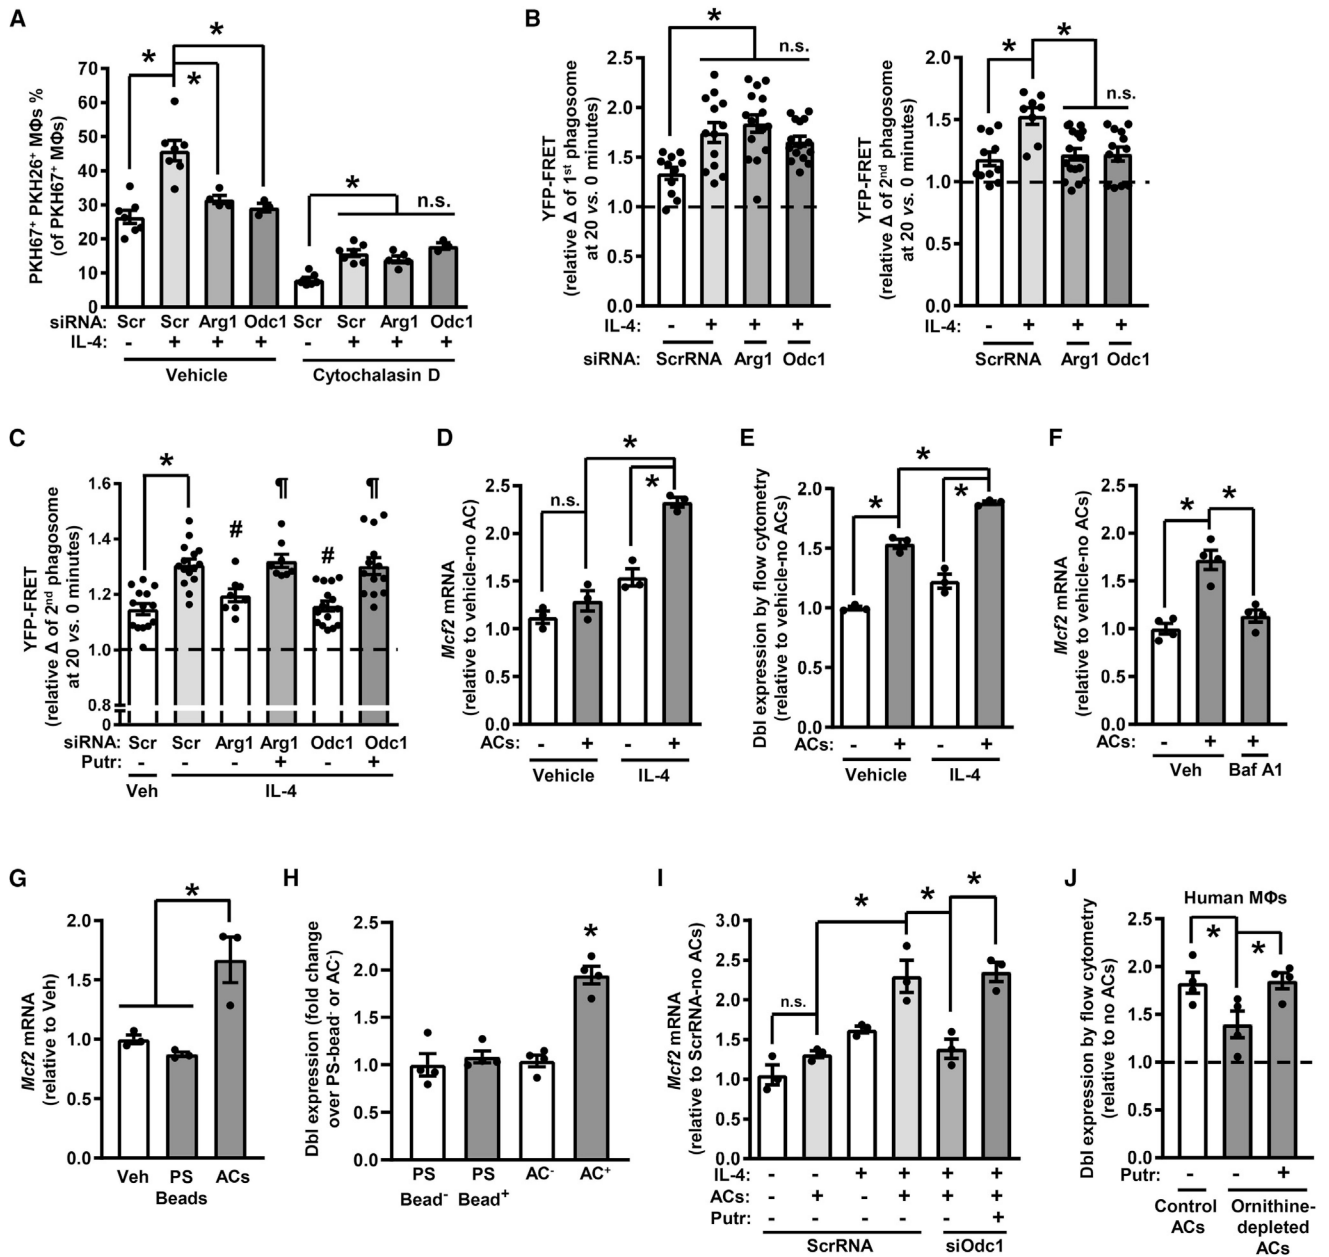 A
PKH67⁺ PKH26⁺ MΦs %
(of PKH67⁺ MΦs)
70
60
50
40
30
20
10
0
*
*
*
*
n.s.
siRNA: Scr Scr Arg1 Odc1 Scr Scr Arg1 Odc1
IL-4: - + + + - + + +
Vehicle Cytochalasin D
B
YFP-FRET
(relative Δ of 1st phagosome
at 20 vs. 0 minutes)
2.5
2.0
1.5
1.0
0.5
0.0
*
n.s.
IL-4: - + + +
siRNA: ScrRNA Arg1 Odc1
YFP-FRET
(relative Δ of 2nd phagosome
at 20 vs. 0 minutes)
2.0
1.5
1.0
0.5
0.0
* *
n.s.
IL-4: - + + +
ScrRNA Arg1 Odc1
C
YFP-FRET
(relative Δ of 2nd phagosome
at 20 vs. 0 minutes)
1.6
1.4
1.2
1.0
0.8
0
* # ¶ # ¶
siRNA: Scr Scr Arg1 Arg1 Odc1 Odc1
Putr: - - - + - +
Veh IL-4
D
Mcf2 mRNA
(relative to vehicle-no AC)
2.5
2.0
1.5
1.0
0.5
0.0
*
n.s. *
ACs: - + - +
Vehicle IL-4
E
Dbl expression by flow cytometry
(relative to vehicle-no ACs)
2.0
1.5
1.0
0.5
0.0
*
* *
ACs: - + - +
Vehicle IL-4
F
Mcf2 mRNA
(relative to vehicle-no ACs)
2.5
2.0
1.5
1.0
0.5
0.0
* *
ACs: - + +
Veh Baf A1
G
Mcf2 mRNA
(relative to Veh)
2.0
1.5
1.0
0.5
0.0
*
Veh PS ACs
Beads
H
Dbl expression (fold change
over PS-bead⁻ or AC⁻)
2.5
2.0
1.5
1.0
0.5
0.0
*
PS PS AC⁻ AC⁺
Bead⁻ Bead⁺
I
Mcf2 mRNA
(relative to ScrRNA-no ACs)
3.0
2.5
2.0
1.5
1.0
0.5
0.0
n.s. * * *
IL-4: - - + + + +
ACs: - + - + + +
Putr: - - - - - +
ScrRNA siOdc1
J
Human MΦs
Dbl expression by flow cytometry
(relative to no ACs)
2.5
2.0
1.5
1.0
1.5
0.0
* *
Putr: - - +
Control Ornithine-
ACs depleted
ACs